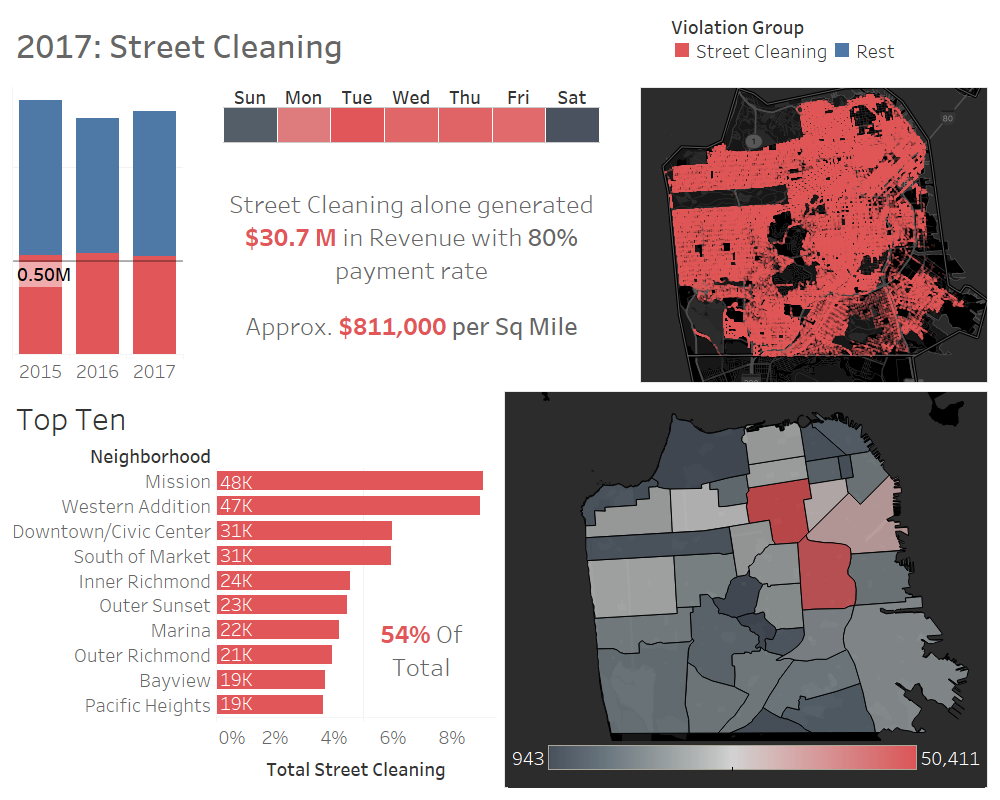 2017: Street Cleaning
Violation Group
Street Cleaning Rest
Sun Mon Tue Wed Thu Fri Sat
80
1
Street Cleaning alone generated
$30.7 M in Revenue with 80%
payment rate
0.50M
Approx. $811,000 per Sq Mile
2015 2016 2017
Top Ten
Neighborhood
Mission 48K
Western Addition 47K
Downtown/Civic Center 31K
South of Market 31K
Inner Richmond 24K
Outer Sunset 23K
Marina 22K
Outer Richmond 21K
Bayview 19K
Pacific Heights 19K
54% Of
Total
0% 2% 4% 6% 8%
Total Street Cleaning
943 50,411